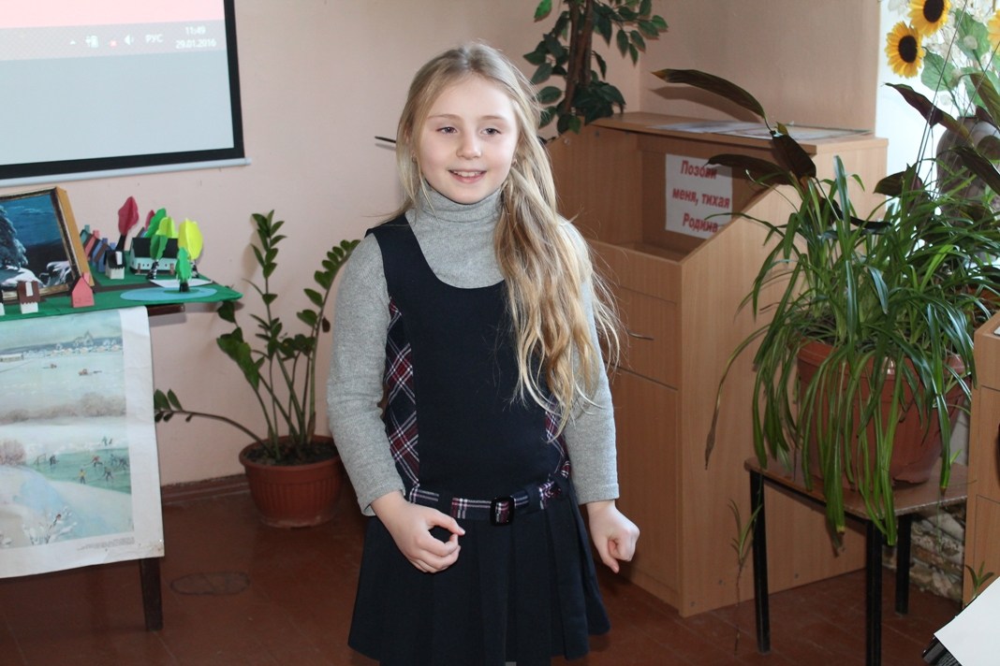 11:49
РУС
29.01.2016
Позови
меня, тихая
Родина